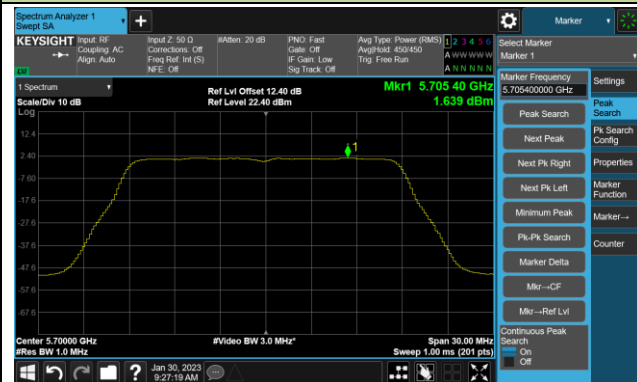 Spectrum Analyzer 1
Swept SA
Marker
KEYSIGHT
Input: RF
Coupling: AC
Align: Auto
Input Z: 50 Ω
Corrections: Off
Freq Ref: Int (S)
NFE: Off
#Atten: 20 dB
PNO: Fast
Gate: Off
IF Gain: Low
Sig Track: Off
Avg Type: Power (RMS)
Avg|Hold: 450/450
Trig: Free Run
1 2 3 4 5 6
A W W W W W
A N N N N N
Select Marker
Marker 1
1 Spectrum
Scale/Div 10 dB
Log
Ref Lvl Offset 12.40 dB
Ref Level 22.40 dBm
Mkr1 5.705 40 GHz
1.639 dBm
12.4
2.40
-7.60
-17.6
-27.6
-37.6
-47.6
-57.6
-67.6
1
Center 5.70000 GHz
#Res BW 1.0 MHz
#Video BW 3.0 MHz*
Span 30.00 MHz
Sweep 1.00 ms (201 pts)
Marker Frequency
5.705400000 GHz
Peak Search
Next Peak
Next Pk Right
Next Pk Left
Minimum Peak
Pk-Pk Search
Marker Delta
Mkr→CF
Mkr→Ref Lvl
Continuous Peak
Search
On
Off
Settings
Peak
Search
Pk Search
Config
Properties
Marker
Function
Marker→
Counter
Jan 30, 2023
9:27:19 AM